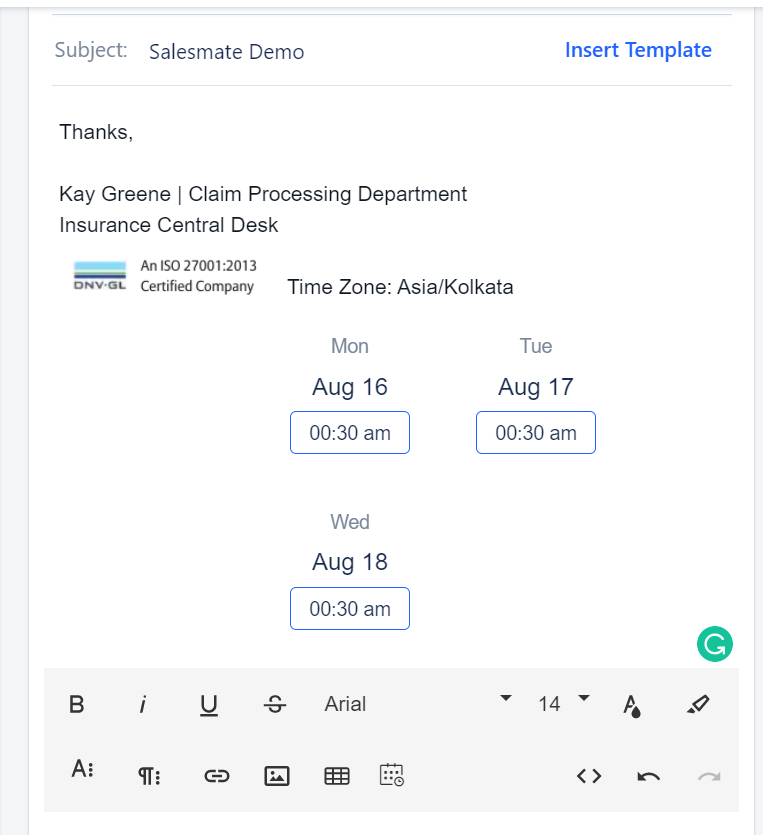 Subject: Salesmate Demo Insert Template
Thanks,
Kay Greene | Claim Processing Department
Insurance Central Desk
DNV·GL
An ISO 27001:2013
Certified Company
Time Zone: Asia/Kolkata
Mon Tue
Aug 16 Aug 17
00:30 am 00:30 am
Wed
Aug 18
00:30 am
B i U S Arial 14 A
A